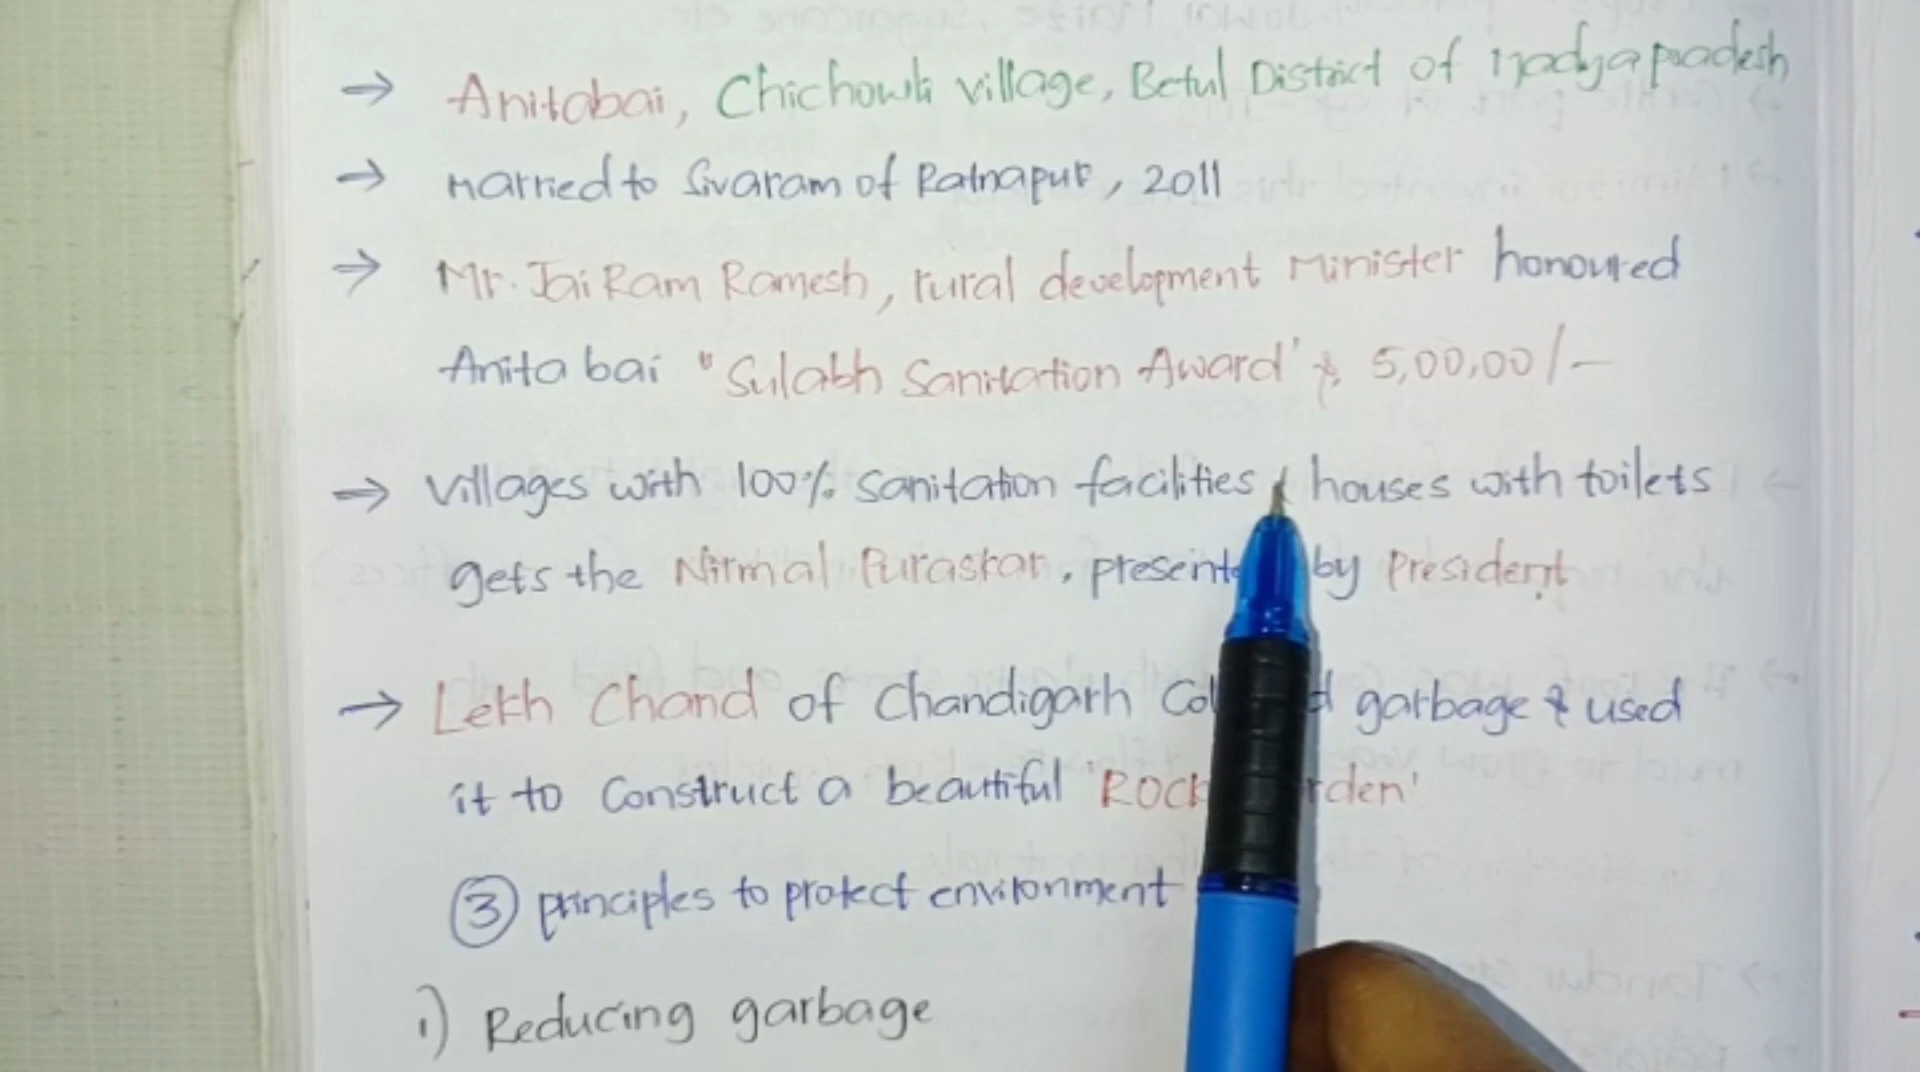 → Anitabai, Chichowli village, Betul District of Madyapradesh
→ married to Sivaram of Ratnapur, 2011
→ Mr. Jai Ram Ramesh, rural development Minister honoured
Anita bai "Sulabh Sanitation Award' & 5,00,00/-
→ Villages with 100% sanitation facilities & houses with toilets
gets the Nirmal Puraskar, presented by President
→ Lekh Chand of Chandigarh garbage & used
it to construct a beautiful 'Rock Garden'
③ principles to protect environment
i) Reducing garbage